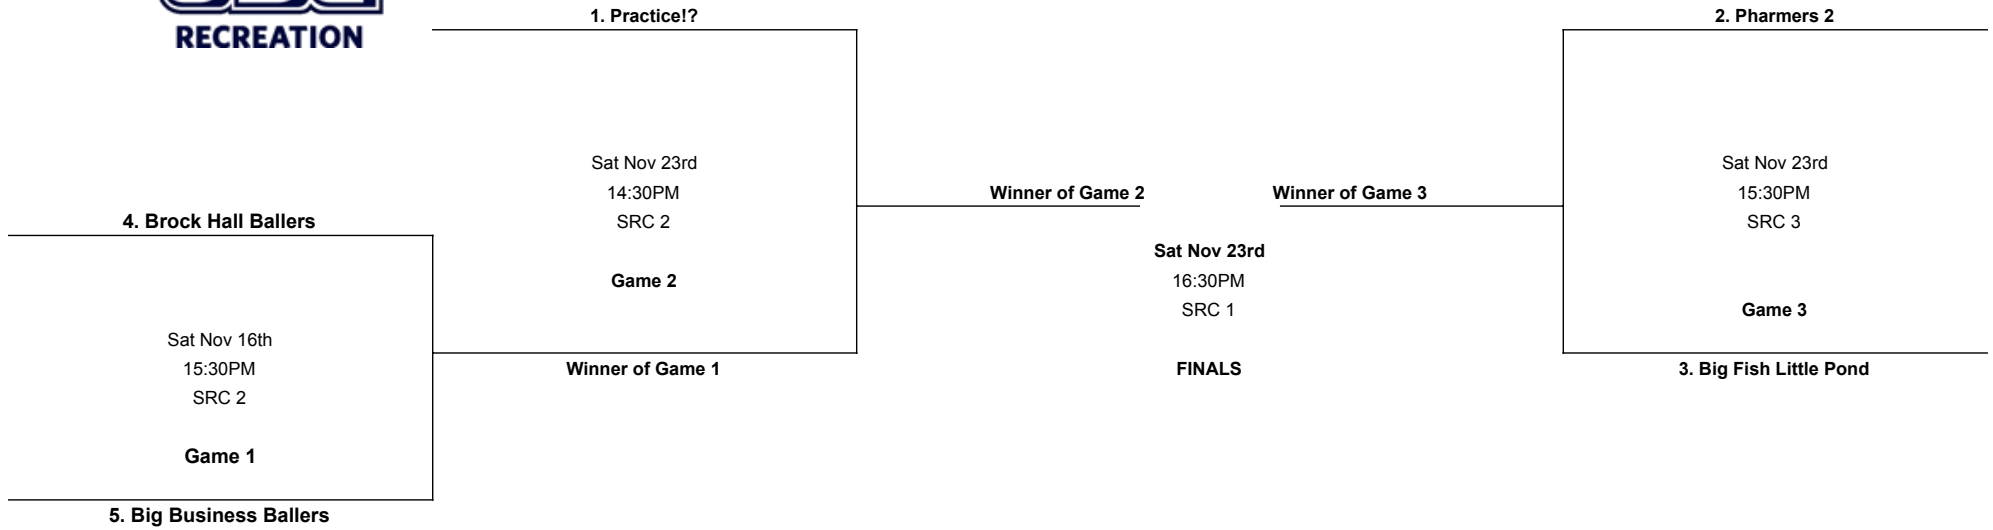 RECREATION
1. Practice!?
2. Pharmers 2
Sat Nov 23rd
14:30PM
SRC 2
Game 2
Winner of Game 2
Winner of Game 3
Sat Nov 23rd
15:30PM
SRC 3
Game 3
4. Brock Hall Ballers
Sat Nov 23rd
16:30PM
SRC 1
FINALS
Sat Nov 16th
15:30PM
SRC 2
Game 1
Winner of Game 1
3. Big Fish Little Pond
5. Big Business Ballers